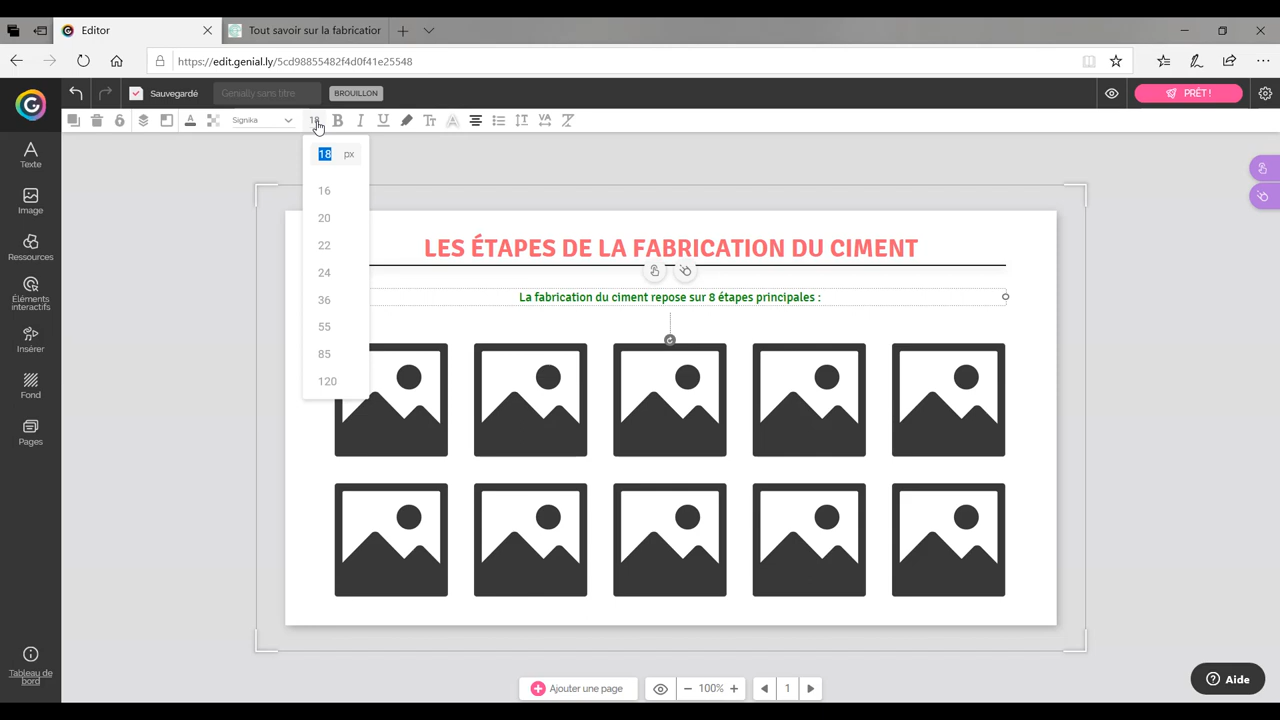 Editor
Tout savoir sur la fabrication
https://edit.genial.ly/5cd98855482f4d0f41e25548
Sauvegardé
Genially sans titre
BROUILLON
PRÊT !
Signika
18
18 px
16
20
22
24
36
55
85
120
Texte
Image
Ressources
Éléments
interactifs
Insérer
Fond
Pages
Tableau de
bord
LES ÉTAPES DE LA FABRICATION DU CIMENT
La fabrication du ciment repose sur 8 étapes principales :
Ajouter une page
100%
1
Aide